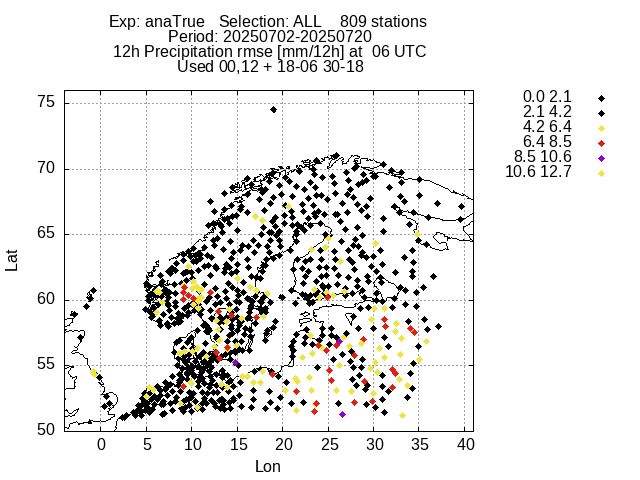 Exp: anaTrue   Selection: ALL    809 stations
Period: 20250702-20250720
12h Precipitation rmse [mm/12h] at  06 UTC
Used 00,12 + 18-06 30-18
0.0 2.1
2.1 4.2
4.2 6.4
6.4 8.5
8.5 10.6
10.6 12.7
75
70
65
60
55
50
Lat
0 5 10 15 20 25 30 35 40
Lon